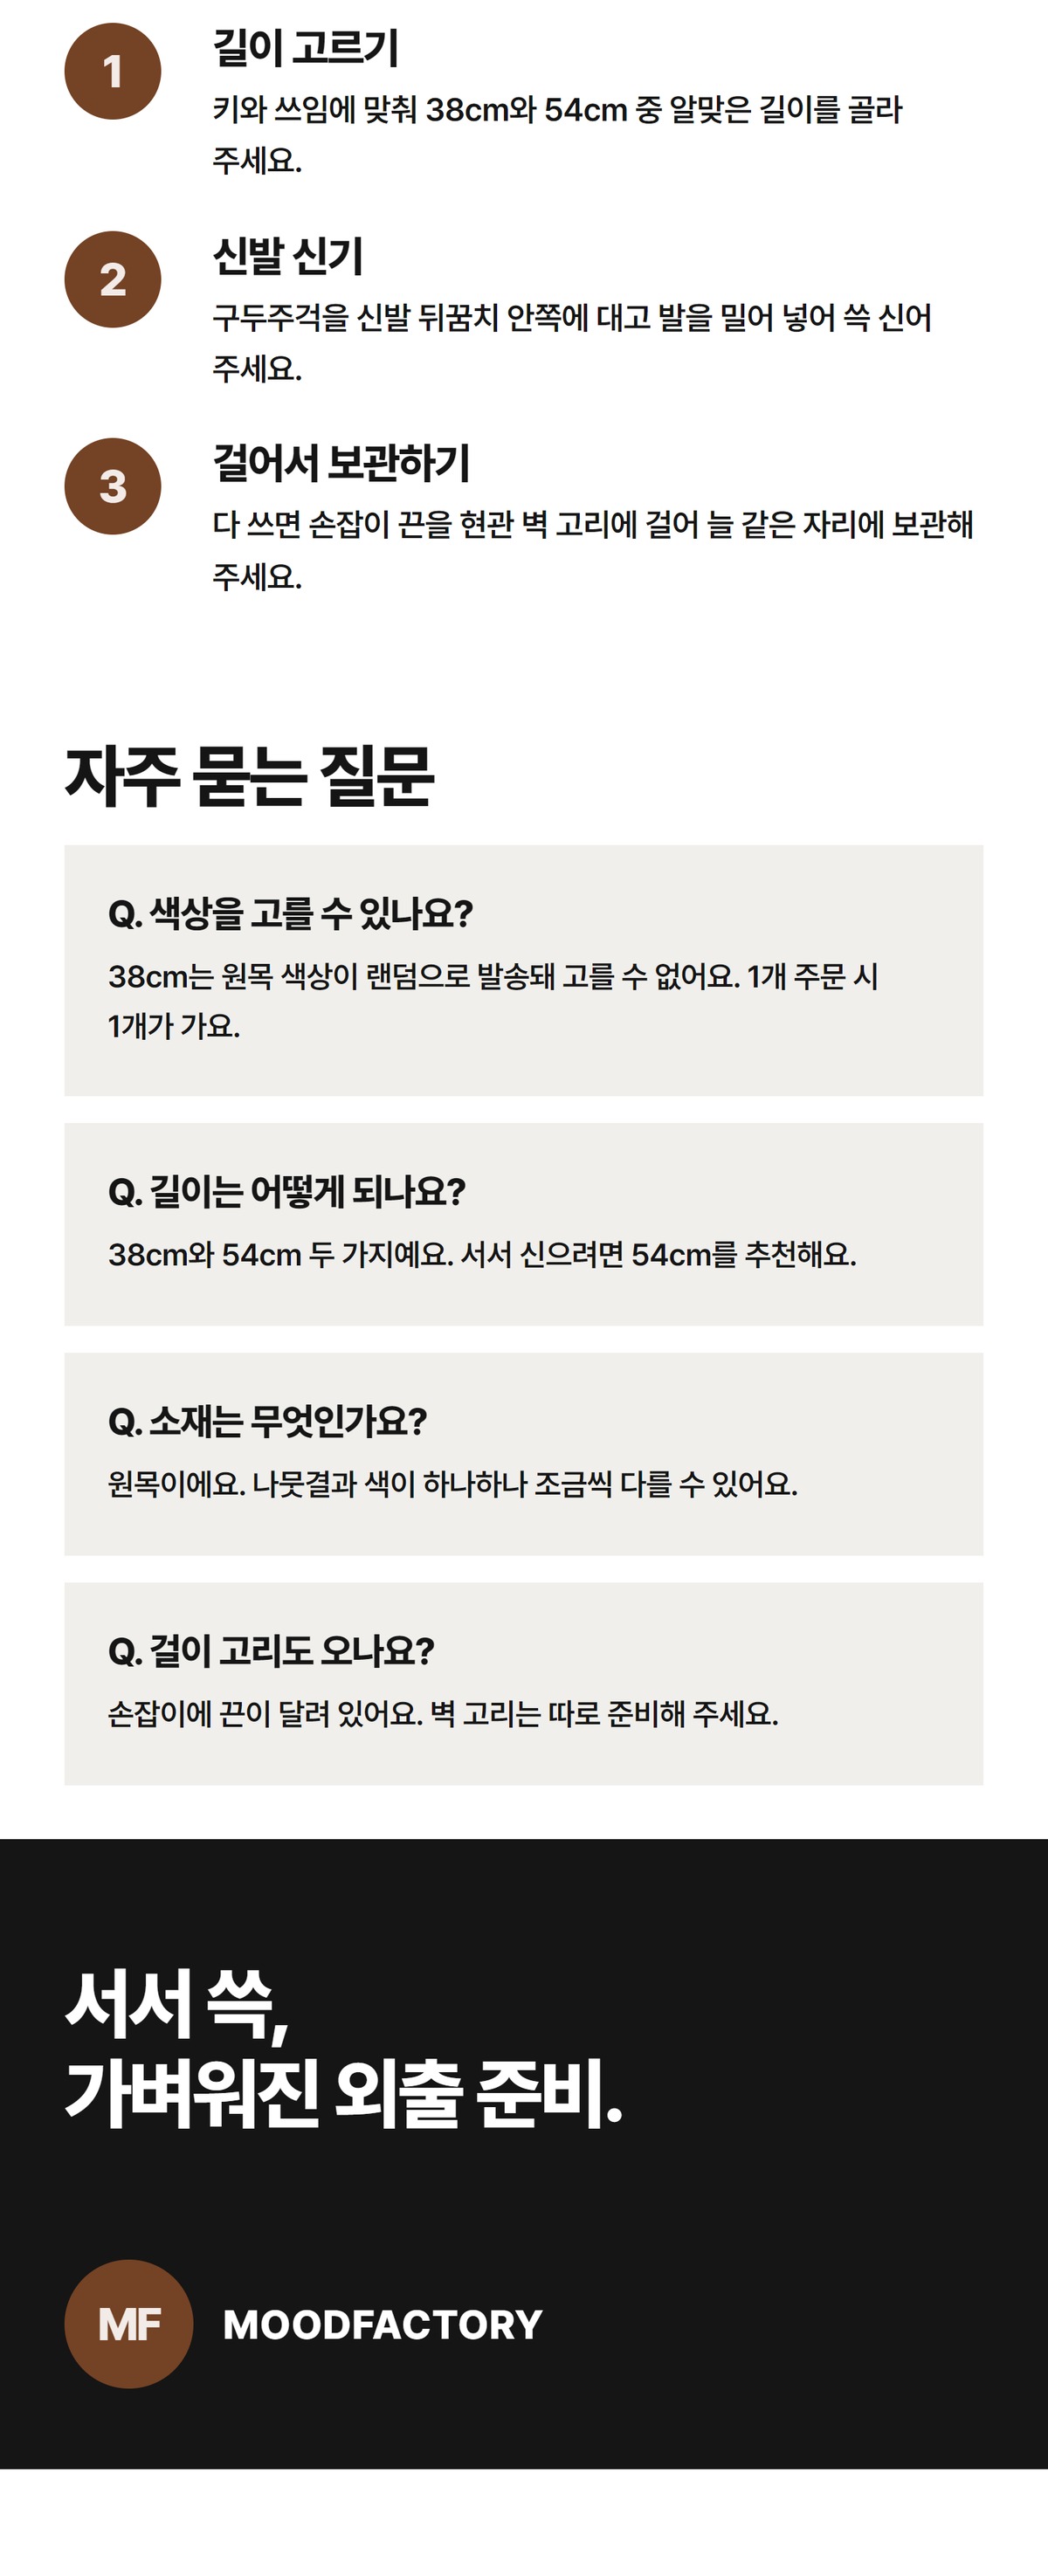 1
길이 고르기
키와 쓰임에 맞춰 38cm와 54cm 중 알맞은 길이를 골라
주세요.
2
신발 신기
구두주걱을 신발 뒤꿈치 안쪽에 대고 발을 밀어 넣어 쓱 신어
주세요.
3
걸어서 보관하기
다 쓰면 손잡이 끈을 현관 벽 고리에 걸어 늘 같은 자리에 보관해
주세요.
자주 묻는 질문
Q. 색상을 고를 수 있나요?
38cm는 원목 색상이 랜덤으로 발송돼 고를 수 없어요. 1개 주문 시
1개가 가요.
Q. 길이는 어떻게 되나요?
38cm와 54cm 두 가지예요. 서서 신으려면 54cm를 추천해요.
Q. 소재는 무엇인가요?
원목이에요. 나뭇결과 색이 하나하나 조금씩 다를 수 있어요.
Q. 걸이 고리도 오나요?
손잡이에 끈이 달려 있어요. 벽 고리는 따로 준비해 주세요.
서서 쓱,
가벼워진 외출 준비.
MF
MOODFACTORY